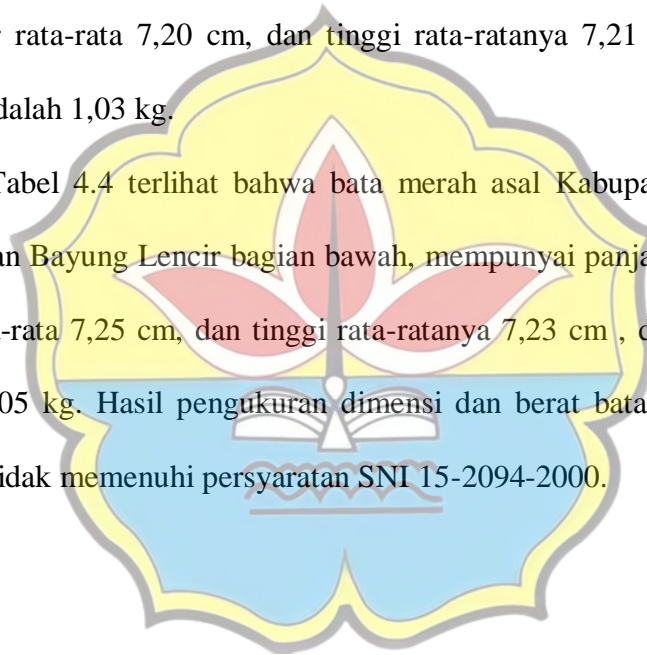 rata-rata 7,20 cm, dan tinggi rata-ratanya 7,21
dalah 1,03 kg.
Tabel 4.4 terlihat bahwa bata merah asal Kabupa
an Bayung Lencir bagian bawah, mempunyai panja
-rata 7,25 cm, dan tinggi rata-ratanya 7,23 cm , d
05 kg. Hasil pengukuran dimensi dan berat bata
idak memenuhi persyaratan SNI 15-2094-2000.